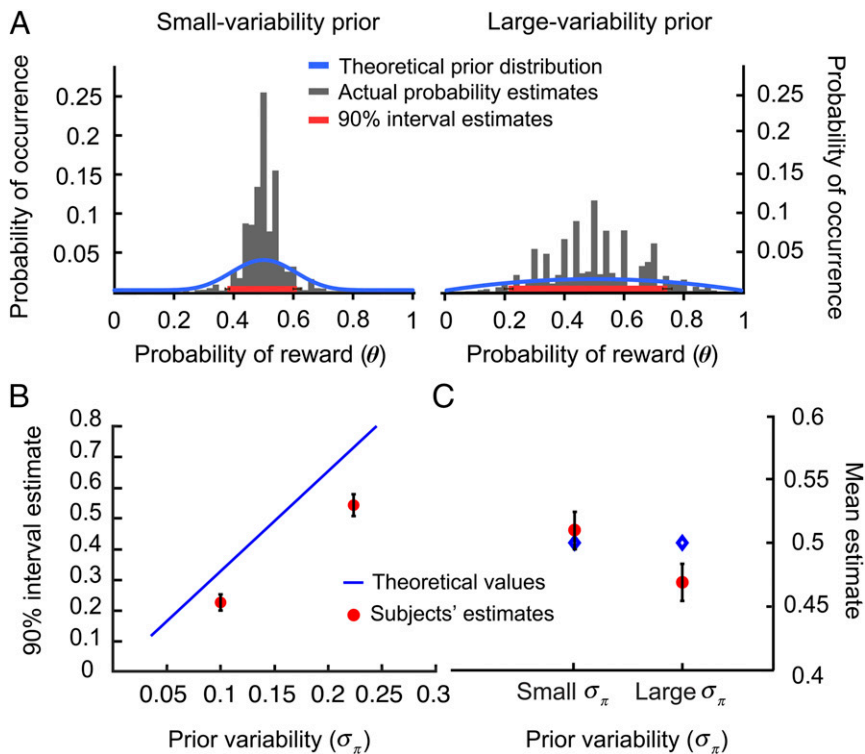 A
Small-variability prior
Large-variability prior
Theoretical prior distribution
Actual probability estimates
90% interval estimates
Probability of occurrence
0.25
0.2
0.15
0.1
0.05
0 0.2 0.4 0.6 0.8 1
Probability of reward (θ)
Probability of occurrence
0.25
0.2
0.15
0.1
0.05
0 0.2 0.4 0.6 0.8 1
Probability of reward (θ)
B
90% interval estimate
0.8
0.7
0.6
0.5
0.4
0.3
0.2
0.1
0
0.05 0.1 0.15 0.2 0.25 0.3
Prior variability (σπ)
Theoretical values
Subjects' estimates
C
Mean estimate
0.6
0.55
0.5
0.45
0.4
Small σπ Large σπ
Prior variability (σπ)